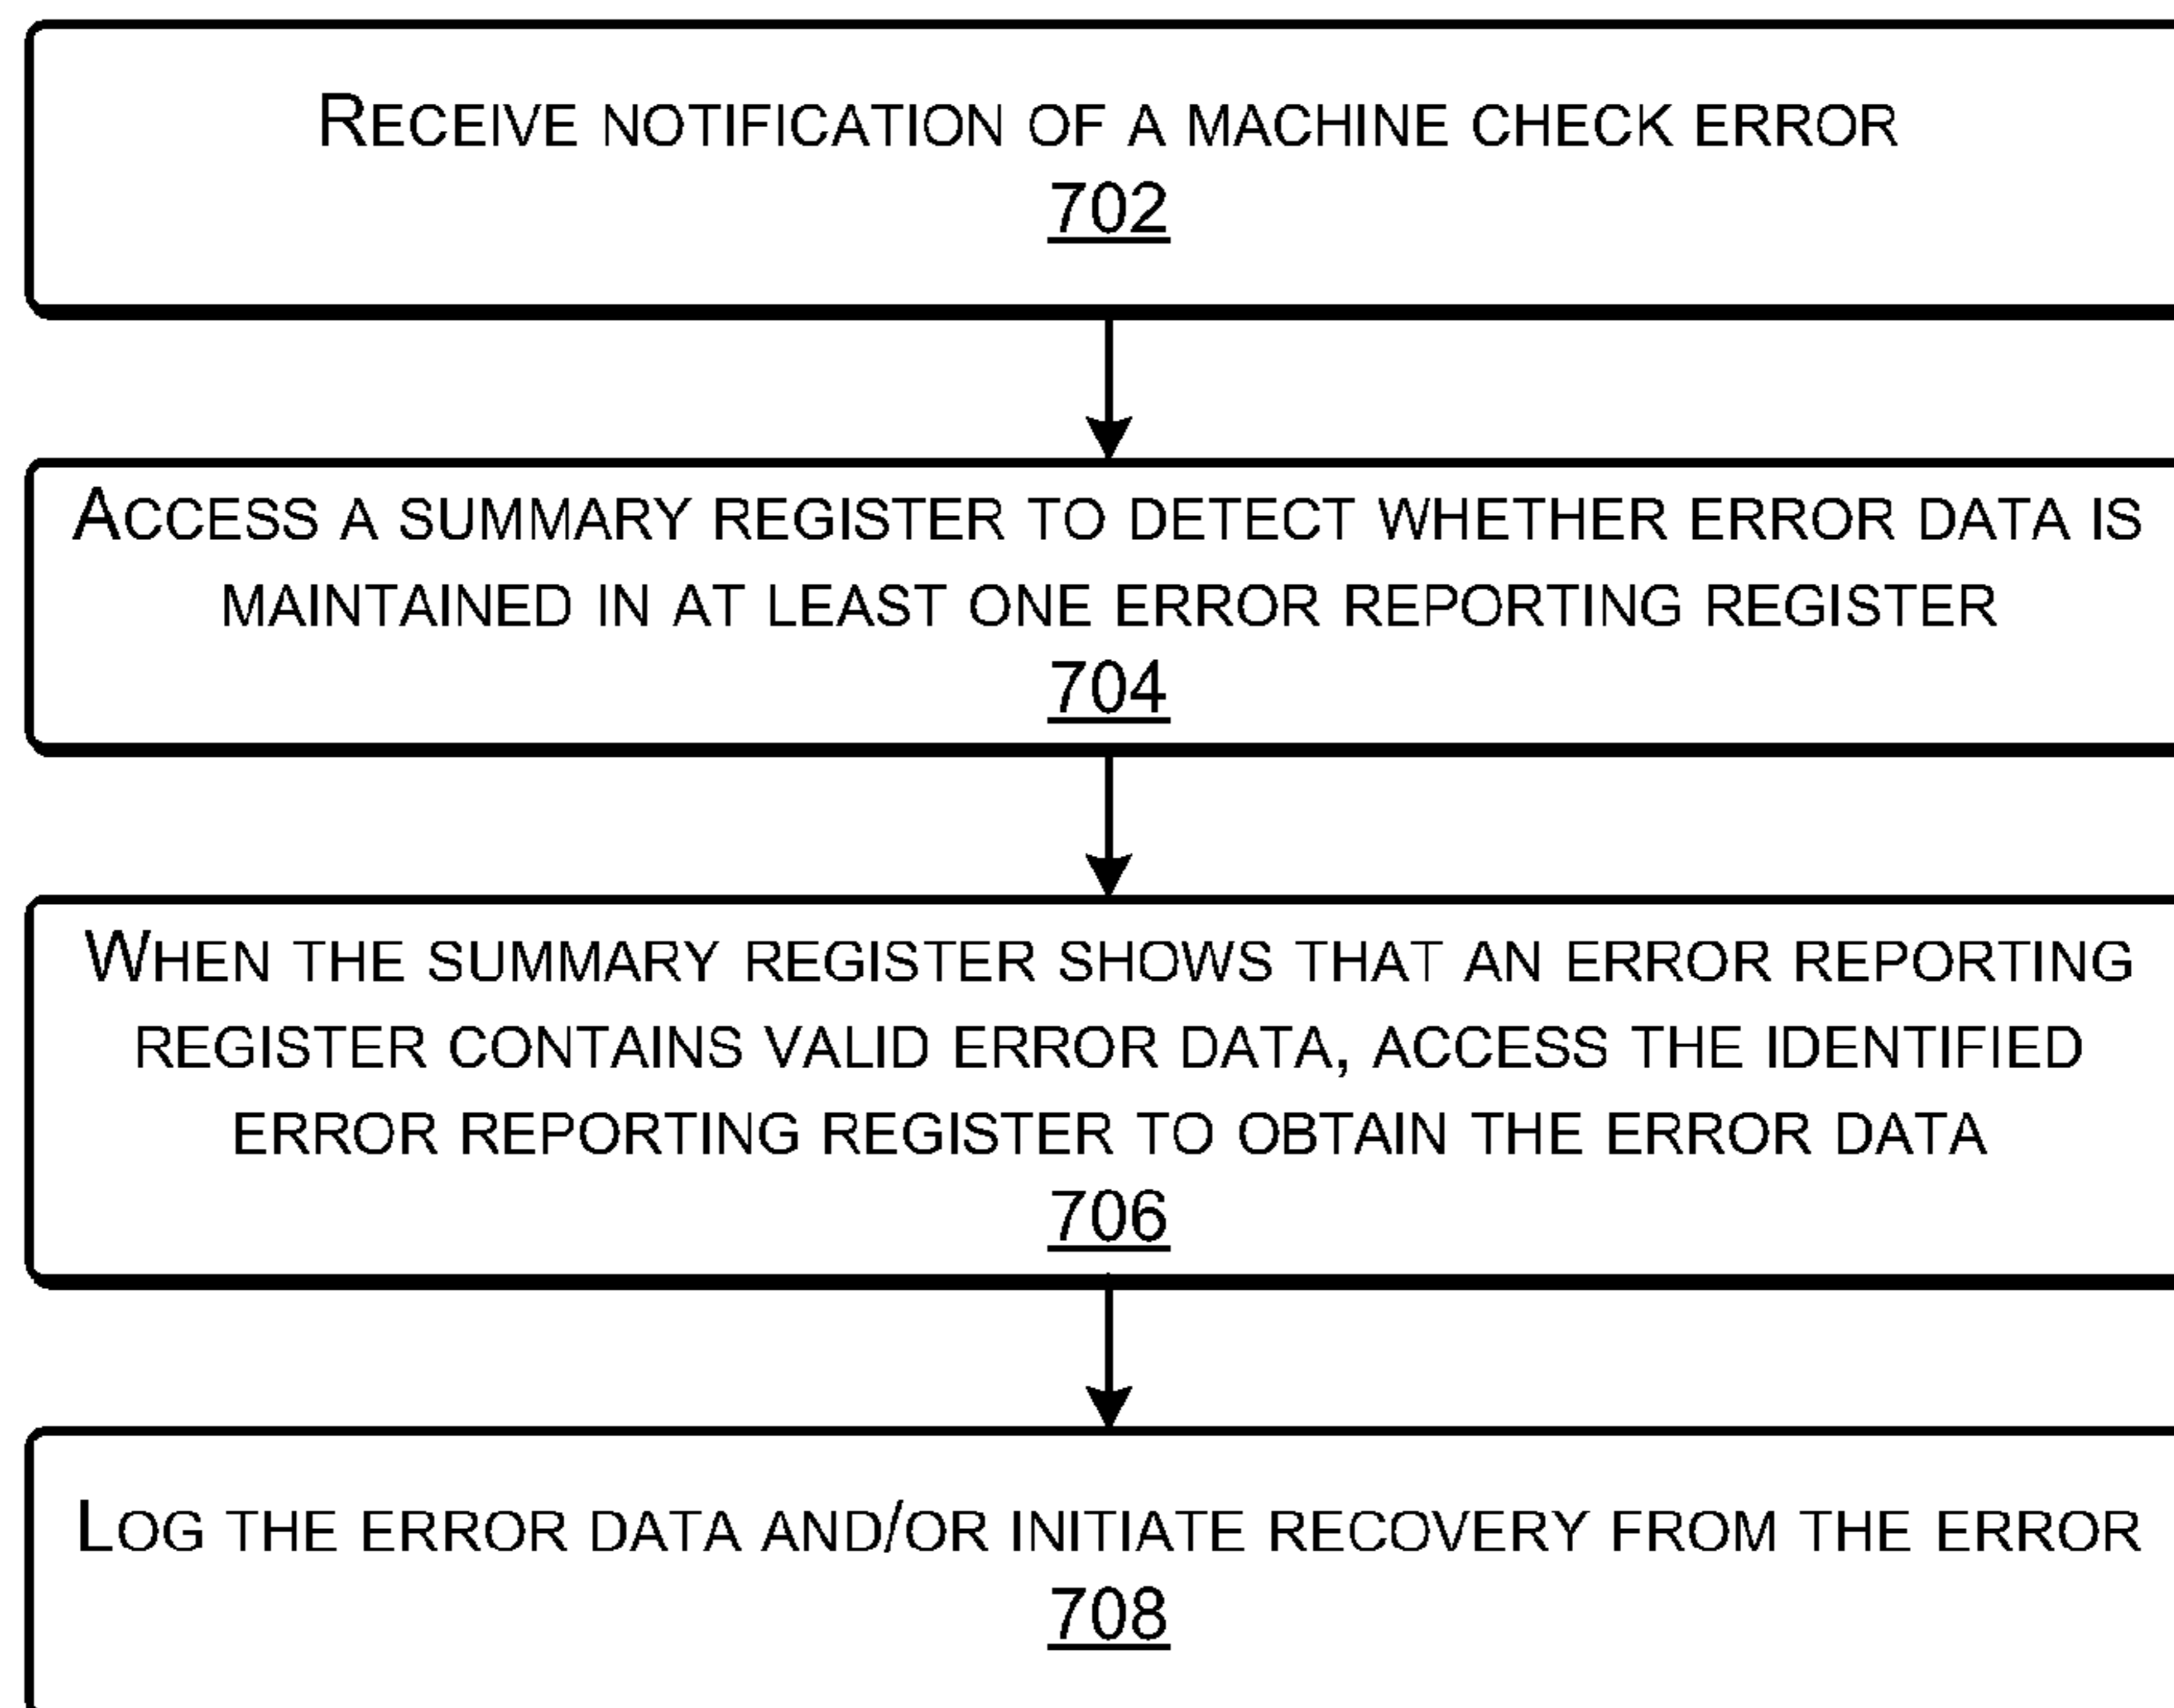 RECEIVE NOTIFICATION OF A MACHINE CHECK ERROR
702
ACCESS A SUMMARY REGISTER TO DETECT WHETHER ERROR DATA IS
MAINTAINED IN AT LEAST ONE ERROR REPORTING REGISTER
704
WHEN THE SUMMARY REGISTER SHOWS THAT AN ERROR REPORTING
REGISTER CONTAINS VALID ERROR DATA, ACCESS THE IDENTIFIED
ERROR REPORTING REGISTER TO OBTAIN THE ERROR DATA
706
LOG THE ERROR DATA AND/OR INITIATE RECOVERY FROM THE ERROR
708